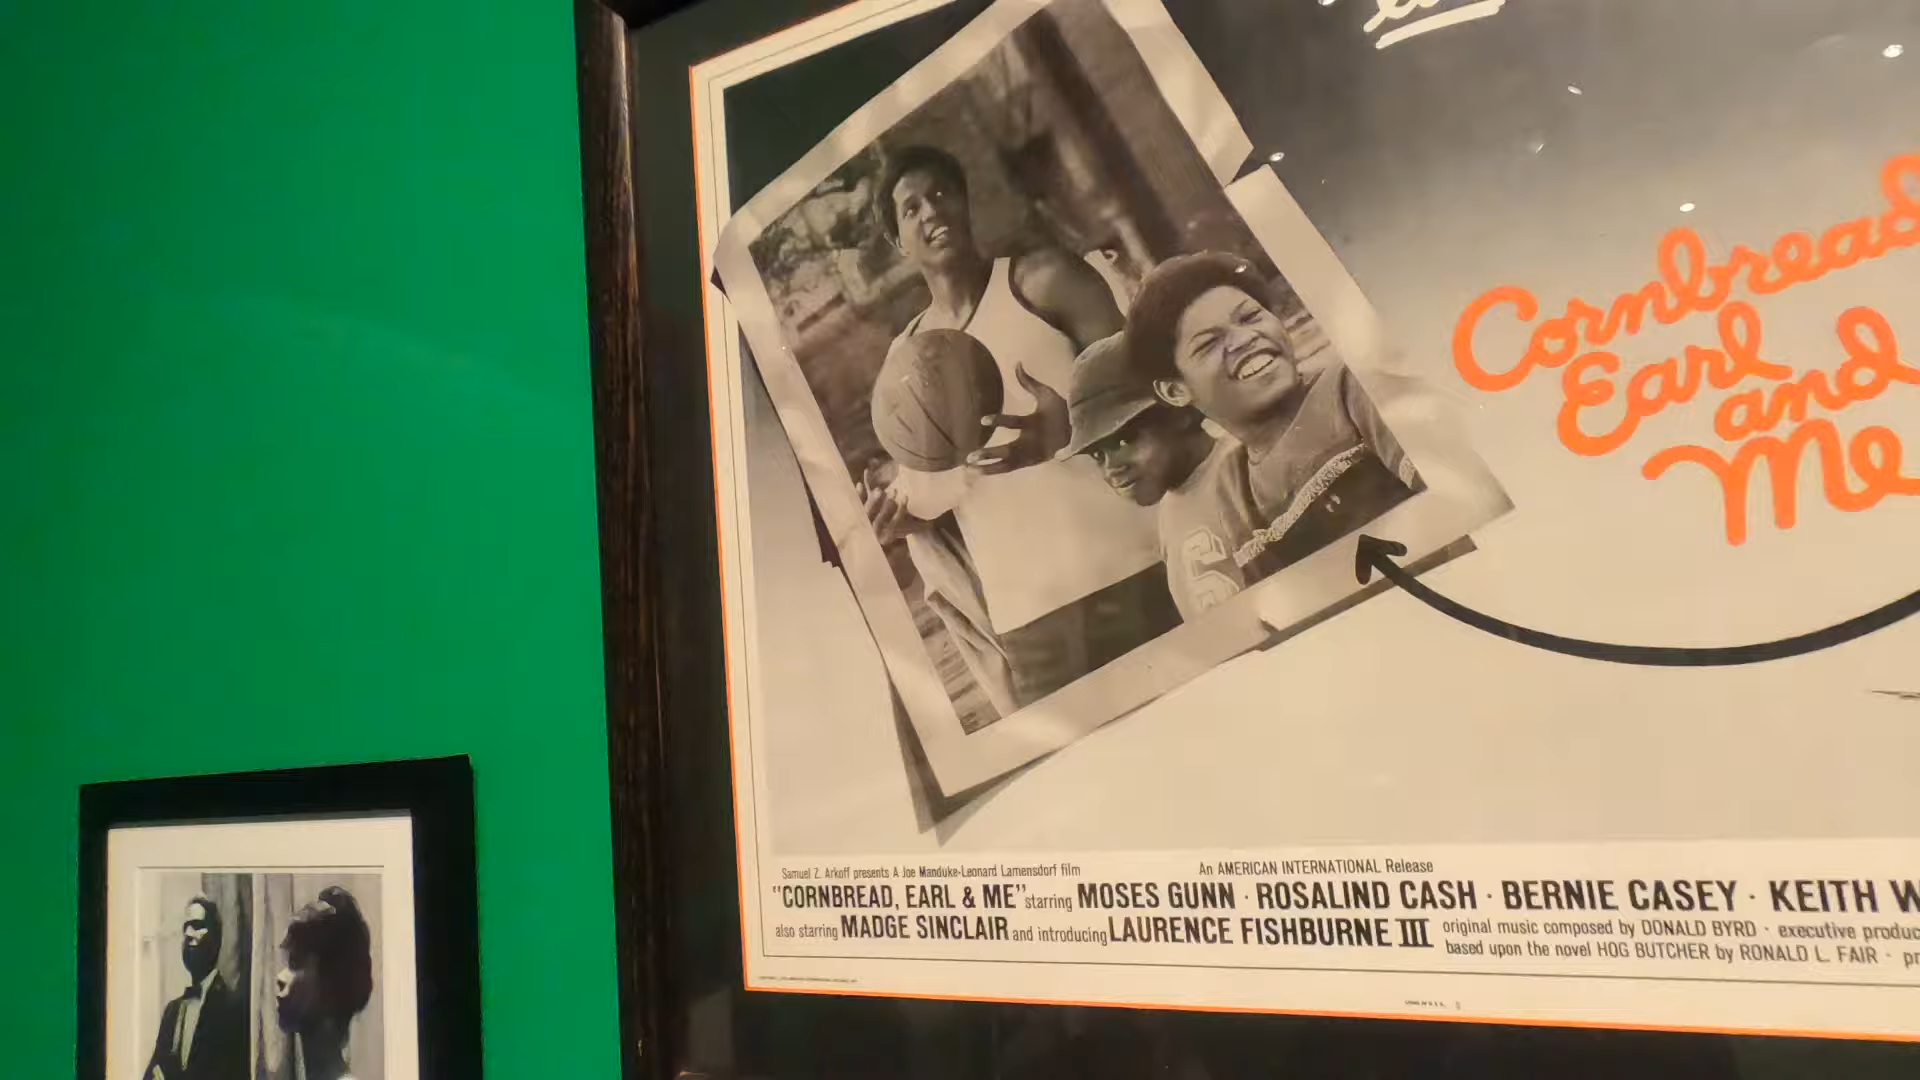 Cornbread
Earl
and
Me
Samuel Z. Arkoff presents A Joe Manduke-Leonard Lamensdorf film
An AMERICAN INTERNATIONAL Release
"CORNBREAD, EARL & ME" starring MOSES GUNN · ROSALIND CASH · BERNIE CASEY · KEITH W
also starring MADGE SINCLAIR and introducing LAURENCE FISHBURNE III original music composed by DONALD BYRD · executive produc
based upon the novel HOG BUTCHER by RONALD L. FAIR · pr